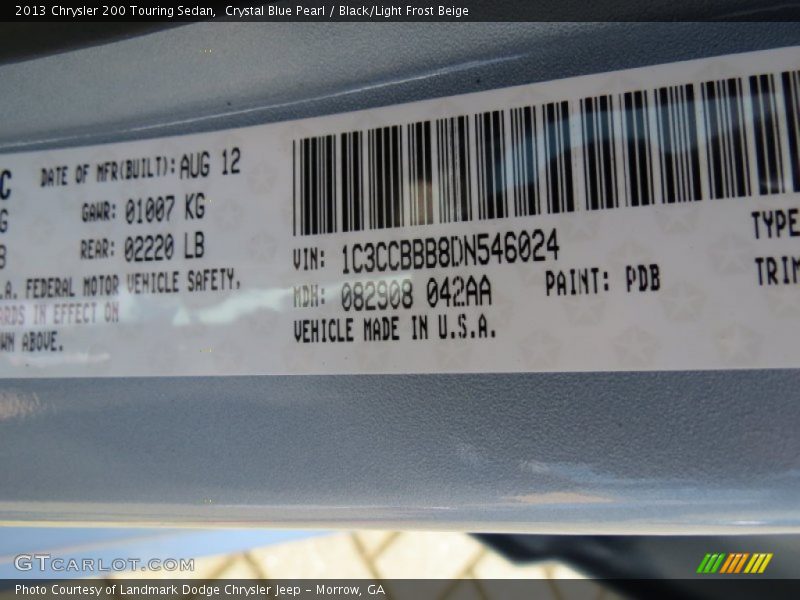 2013 Chrysler 200 Touring Sedan, Crystal Blue Pearl / Black/Light Frost Beige
C
DATE OF MFR(BUILT): AUG 12
G
GAWR: 01007 KG
B
REAR: 02220 LB
.A. FEDERAL MOTOR VEHICLE SAFETY,
ARDS IN EFFECT ON
WN ABOVE.
VIN: 1C3CCBBB8DN546024
MDH: 082908 042AA
PAINT: PDB
VEHICLE MADE IN U.S.A.
TYPE
TRIM
GTCARLOT.COM
Photo Courtesy of Landmark Dodge Chrysler Jeep - Morrow, GA